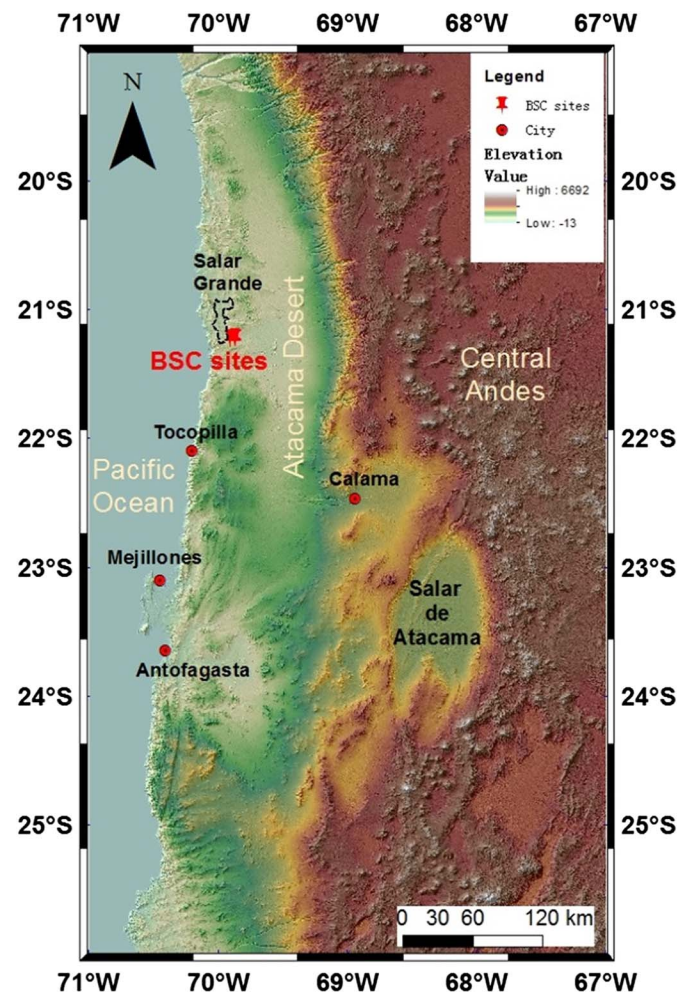 71°W 70°W 69°W 68°W 67°W
N
Legend
BSC sites
City
Elevation
Value
High : 6692
Low : -13
20°S 20°S
Salar
Grande
21°S 21°S
BSC sites
Atacama Desert
Central
Andes
22°S 22°S
Tocopilla
Pacific
Ocean
Calama
23°S 23°S
Mejillones
Salar
de
Atacama
Antofagasta
24°S 24°S
25°S 25°S
0 30 60 120 km
71°W 70°W 69°W 68°W 67°W